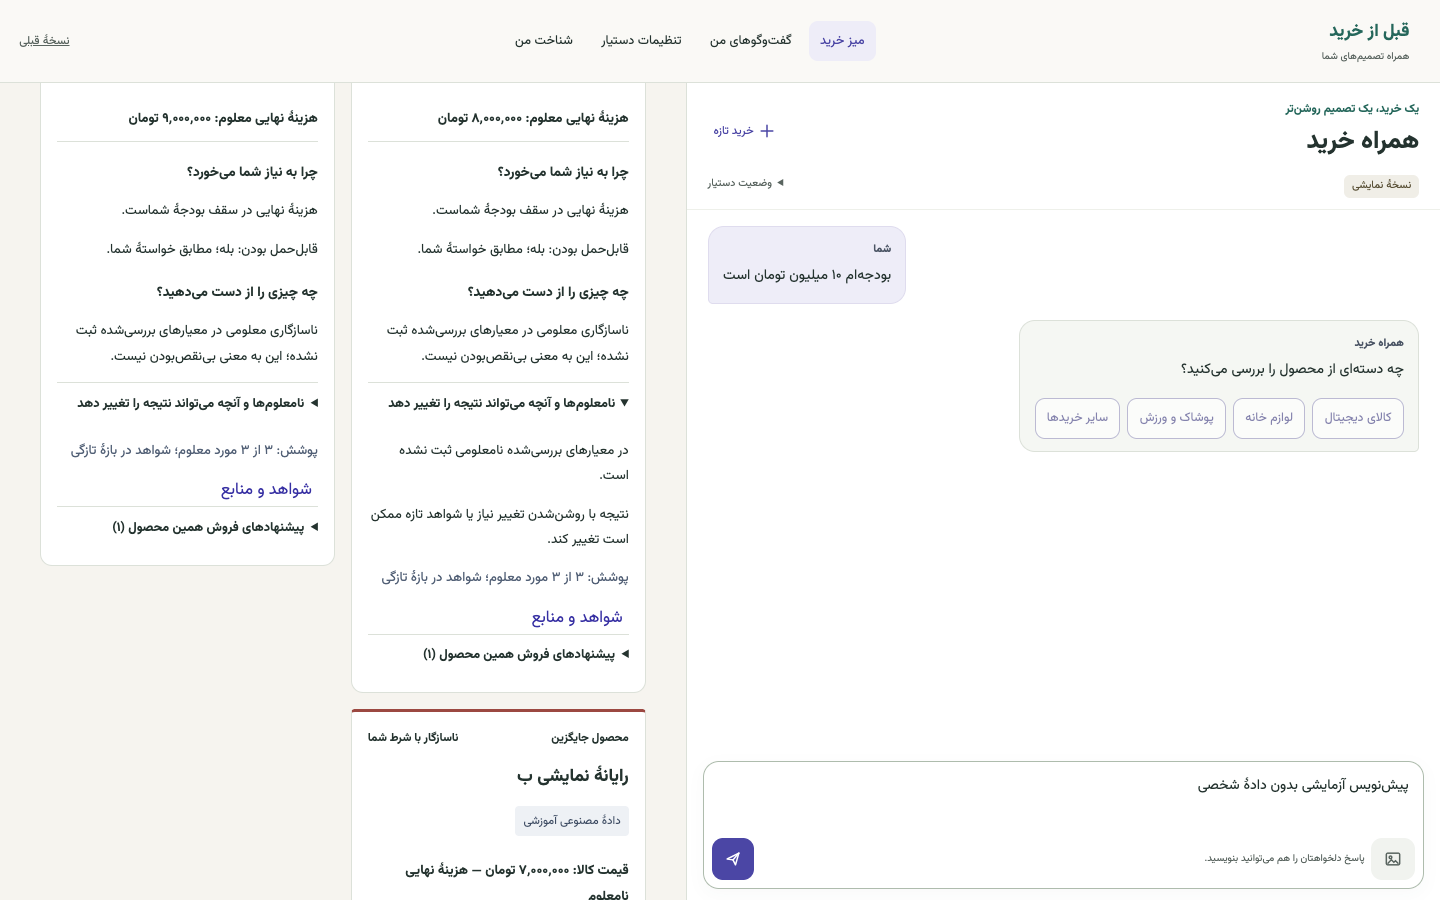 قبل از خرید
همراه تصمیم‌های شما
میز خرید
گفت‌وگوهای من
تنظیمات دستیار
شناخت من
نسخهٔ قبلی
یک خرید، یک تصمیم روشن‌تر
همراه خرید
خرید تازه
نسخهٔ نمایشی
وضعیت دستیار
شما
بودجه‌ام ۱۰ میلیون تومان است
همراه خرید
چه دسته‌ای از محصول را بررسی می‌کنید؟
کالای دیجیتال
لوازم خانه
پوشاک و ورزش
سایر خریدها
پیش‌نویس آزمایشی بدون دادهٔ شخصی
پاسخ دلخواهتان را هم می‌توانید بنویسید.
هزینهٔ نهایی معلوم: ۸,۰۰۰,۰۰۰ تومان
چرا به نیاز شما می‌خورد؟
هزینهٔ نهایی در سقف بودجهٔ شماست.
قابل‌حمل بودن: بله؛ مطابق خواستهٔ شما.
چه چیزی را از دست می‌دهید؟
ناسازگاری معلومی در معیارهای بررسی‌شده ثبت
نشده؛ این به معنی بی‌نقص‌بودن نیست.
نامعلوم‌ها و آنچه می‌تواند نتیجه را تغییر دهد
در معیارهای بررسی‌شده نامعلومی ثبت نشده
است.
نتیجه با روشن‌شدن تغییر نیاز یا شواهد تازه ممکن
است تغییر کند.
پوشش: ۳ از ۳ مورد معلوم؛ شواهد در بازهٔ تازگی
شواهد و منابع
پیشنهادهای فروش همین محصول (۱)
محصول جایگزین
ناسازگار با شرط شما
رایانهٔ نمایشی ب
دادهٔ مصنوعی آموزشی
قیمت کالا: ۷,۰۰۰,۰۰۰ تومان — هزینهٔ نهایی
نامعلوم
هزینهٔ نهایی معلوم: ۹,۰۰۰,۰۰۰ تومان
چرا به نیاز شما می‌خورد؟
هزینهٔ نهایی در سقف بودجهٔ شماست.
قابل‌حمل بودن: بله؛ مطابق خواستهٔ شما.
چه چیزی را از دست می‌دهید؟
ناسازگاری معلومی در معیارهای بررسی‌شده ثبت
نشده؛ این به معنی بی‌نقص‌بودن نیست.
نامعلوم‌ها و آنچه می‌تواند نتیجه را تغییر دهد
پوشش: ۳ از ۳ مورد معلوم؛ شواهد در بازهٔ تازگی
شواهد و منابع
پیشنهادهای فروش همین محصول (۱)